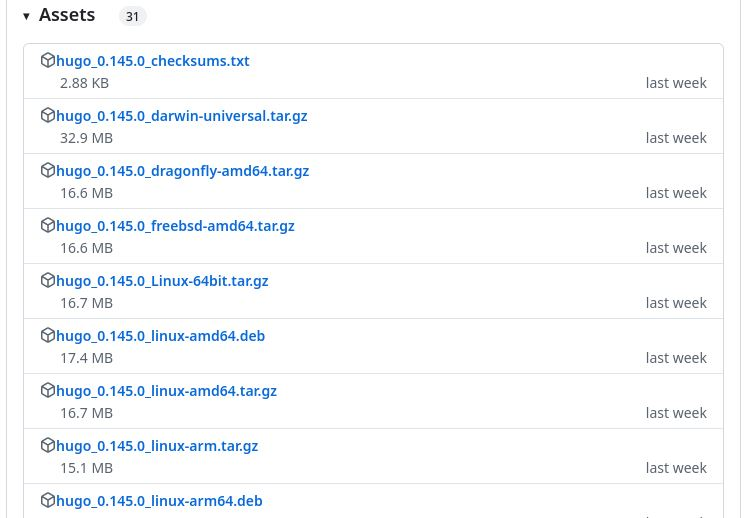 Assets 31
hugo_0.145.0_checksums.txt
2.88 KB last week
hugo_0.145.0_darwin-universal.tar.gz
32.9 MB last week
hugo_0.145.0_dragonfly-amd64.tar.gz
16.6 MB last week
hugo_0.145.0_freebsd-amd64.tar.gz
16.6 MB last week
hugo_0.145.0_Linux-64bit.tar.gz
16.7 MB last week
hugo_0.145.0_linux-amd64.deb
17.4 MB last week
hugo_0.145.0_linux-amd64.tar.gz
16.7 MB last week
hugo_0.145.0_linux-arm.tar.gz
15.1 MB last week
hugo_0.145.0_linux-arm64.deb